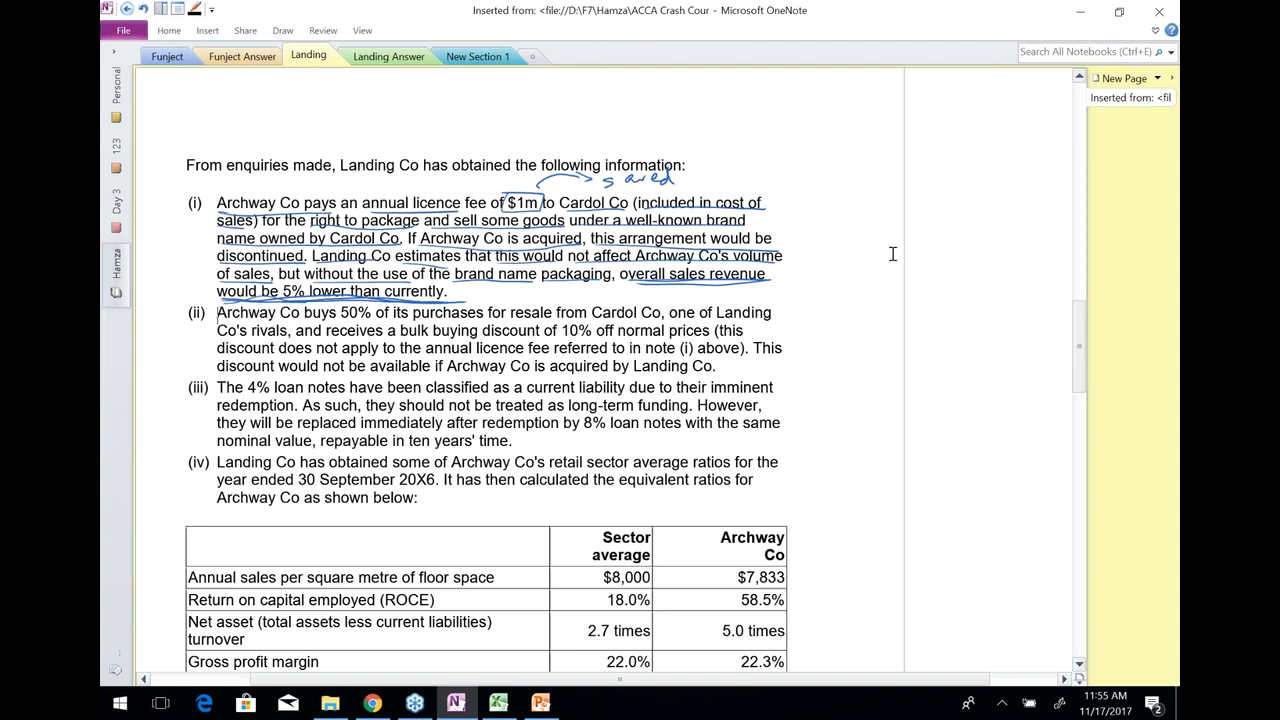 Inserted from: <file://D:\F7\Hamza\ACCA Crash Cour - Microsoft OneNote
File Home Insert Share Draw Review View
Funject Funject Answer Landing Landing Answer New Section 1
Search All Notebooks (Ctrl+E)
New Page
Inserted from: <fil
Personal
123
Day 3
Hamza
From enquiries made, Landing Co has obtained the following information:
saved
(i) Archway Co pays an annual licence fee of $1m to Cardol Co (included in cost of
sales) for the right to package and sell some goods under a well-known brand
name owned by Cardol Co. If Archway Co is acquired, this arrangement would be
discontinued. Landing Co estimates that this would not affect Archway Co's volume
of sales, but without the use of the brand name packaging, overall sales revenue
would be 5% lower than currently.
(ii) Archway Co buys 50% of its purchases for resale from Cardol Co, one of Landing
Co's rivals, and receives a bulk buying discount of 10% off normal prices (this
discount does not apply to the annual licence fee referred to in note (i) above). This
discount would not be available if Archway Co is acquired by Landing Co.
(iii) The 4% loan notes have been classified as a current liability due to their imminent
redemption. As such, they should not be treated as long-term funding. However,
they will be replaced immediately after redemption by 8% loan notes with the same
nominal value, repayable in ten years' time.
(iv) Landing Co has obtained some of Archway Co's retail sector average ratios for the
year ended 30 September 20X6. It has then calculated the equivalent ratios for
Archway Co as shown below:
Sector average Archway Co
Annual sales per square metre of floor space $8,000 $7,833
Return on capital employed (ROCE) 18.0% 58.5%
Net asset (total assets less current liabilities)
turnover 2.7 times 5.0 times
Gross profit margin 22.0% 22.3%
11:55 AM
11/17/2017
2